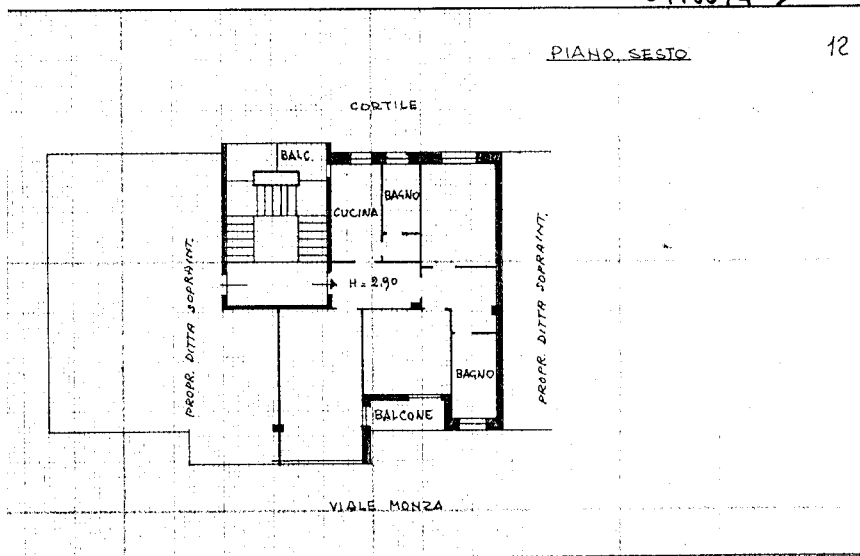 PIANO SESTO
12
CORTILE
BALC.
BAGNO
CUCINA
H = 2.90
PROPR. DITTA SOPRAINT.
PROPR. DITTA SOPRAINT.
BAGNO
BALCONE
VIALE MONZA